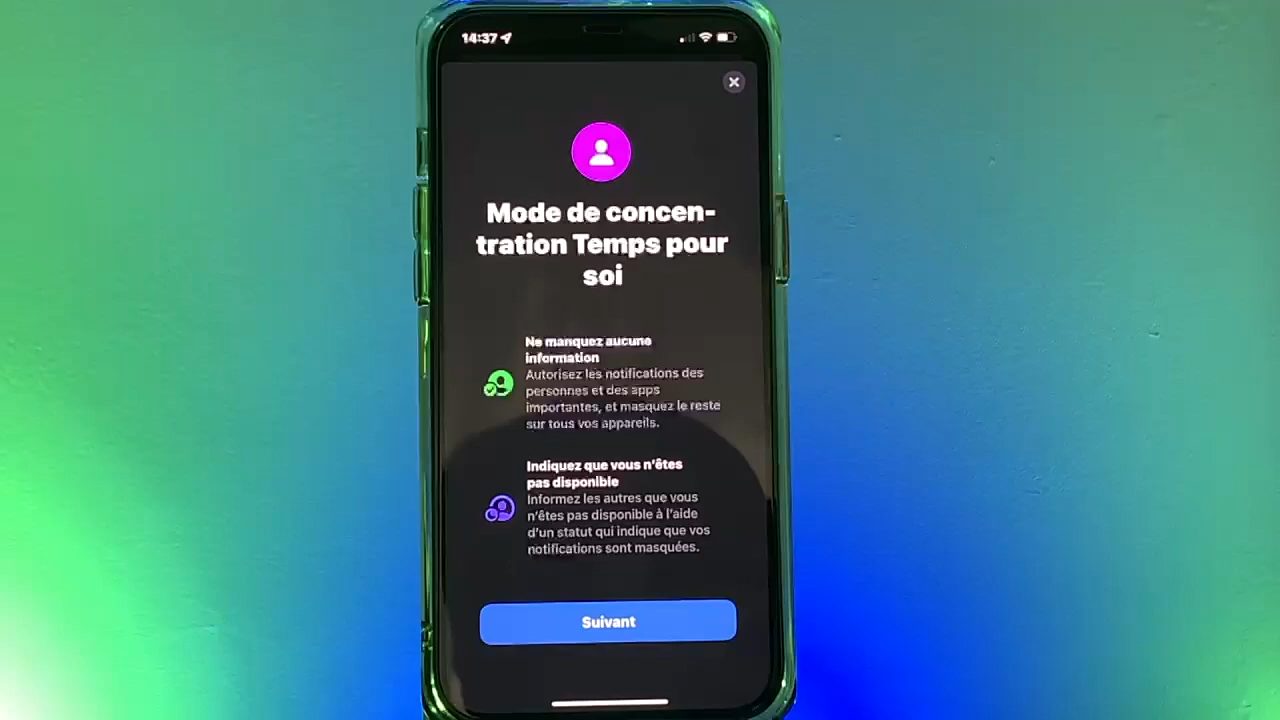 14:37
Mode de concen-
tration Temps pour
soi
Ne manquez aucune
information
Autorisez les notifications des
personnes et des apps
importantes, et masquez le reste
sur tous vos appareils.
Indiquez que vous n'êtes
pas disponible
Informez les autres que vous
n'êtes pas disponible à l'aide
d'un statut qui indique que vos
notifications sont masquées.
Suivant